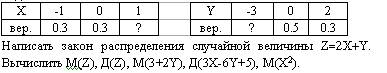 X -1 0 1 Y -3 0 2
вер. 0.3 0.3 ? вер. ? 0.5 0.3
Написать закон распределения случайной величины Z=2X+Y.
Вычислить M(Z), Д(Z), M(3+2Y), Д(3X-6Y+5), M(X²).